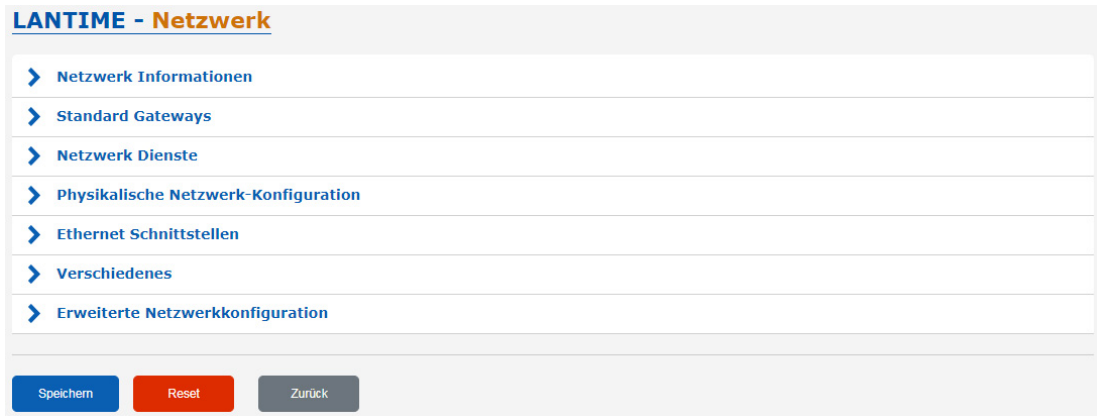 LANTIME - Netzwerk
Netzwerk Informationen
Standard Gateways
Netzwerk Dienste
Physikalische Netzwerk-Konfiguration
Ethernet Schnittstellen
Verschiedenes
Erweiterte Netzwerkkonfiguration
Speichern Reset Zurück